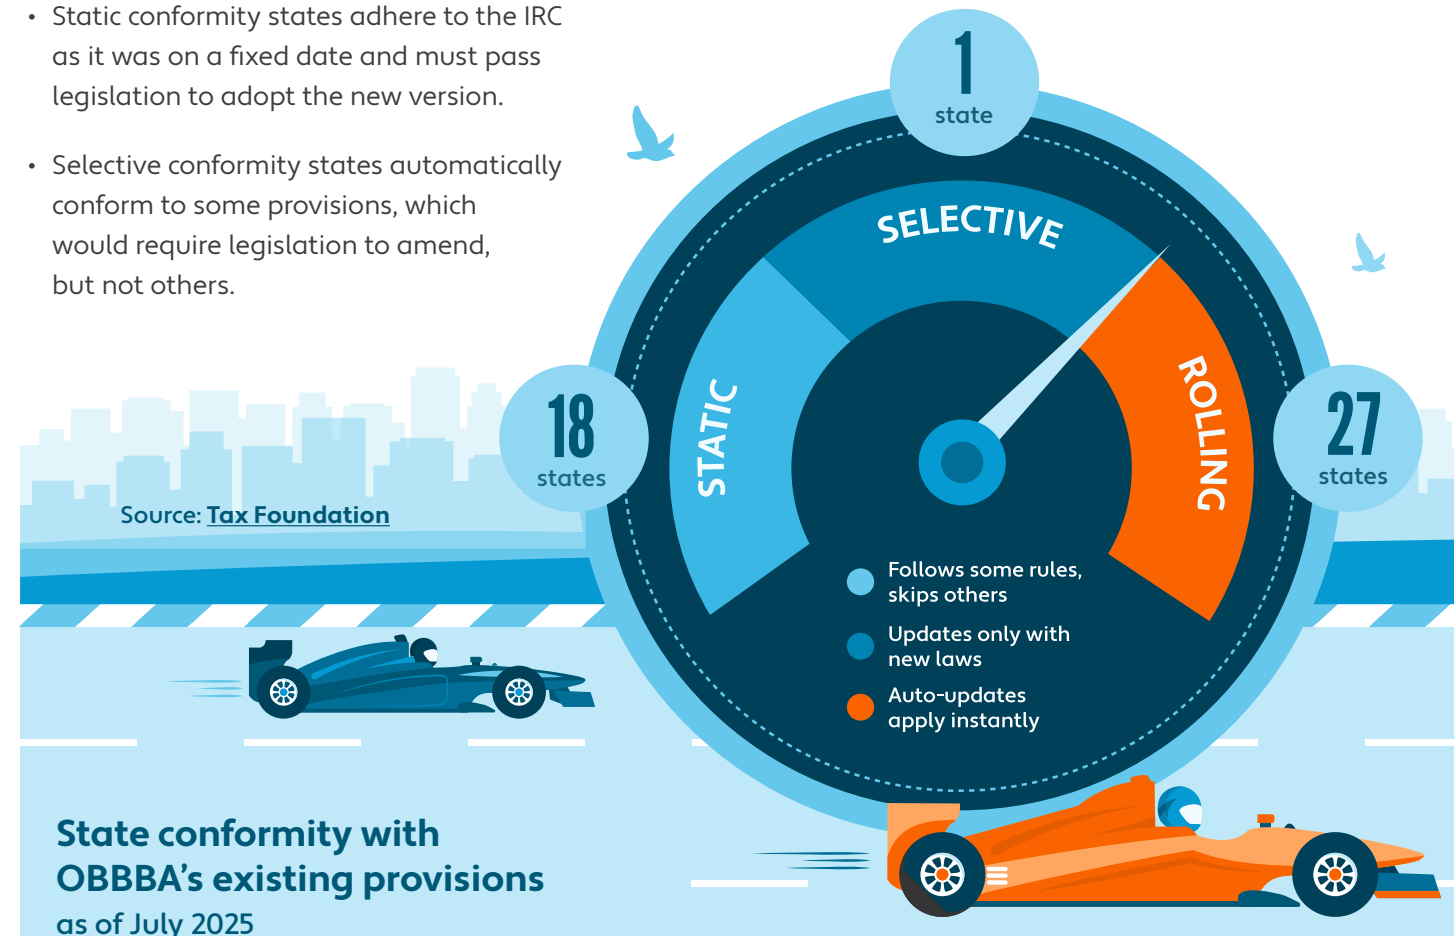 • Static conformity states adhere to the IRC
as it was on a fixed date and must pass
legislation to adopt the new version.
• Selective conformity states automatically
conform to some provisions, which
would require legislation to amend,
but not others.
1
state
SELECTIVE
STATIC
ROLLING
18
states
27
states
Source: Tax Foundation
Follows some rules,
skips others
Updates only with
new laws
Auto-updates
apply instantly
State conformity with
OBBBA’s existing provisions
as of July 2025